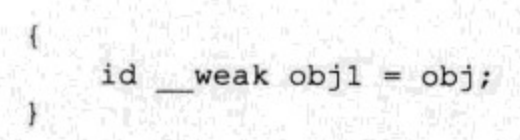 {
    id __weak obj1 = obj;
}